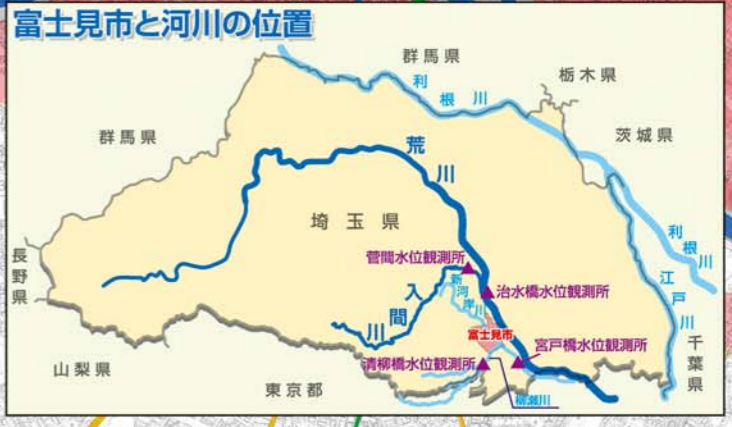 富士見市と河川の位置
群馬県
栃木県
利根川
茨城県
群馬県
荒川
埼玉県
利根川
長野県
菅間水位観測所
江戸川
治水橋水位観測所
新河岸川
入間川
富士見市
宮戸橋水位観測所
千葉県
青柳橋水位観測所
山梨県
東京都
柳瀬川